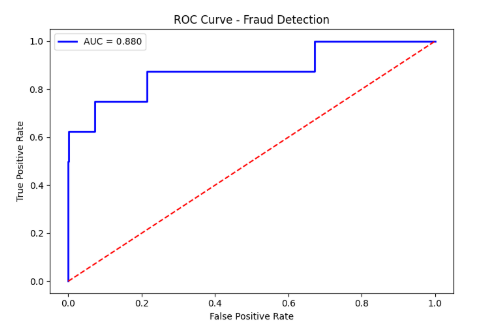 ROC Curve - Fraud Detection
AUC = 0.880
1.0
0.8
0.6
0.4
0.2
0.0
True Positive Rate
0.0 0.2 0.4 0.6 0.8 1.0
False Positive Rate